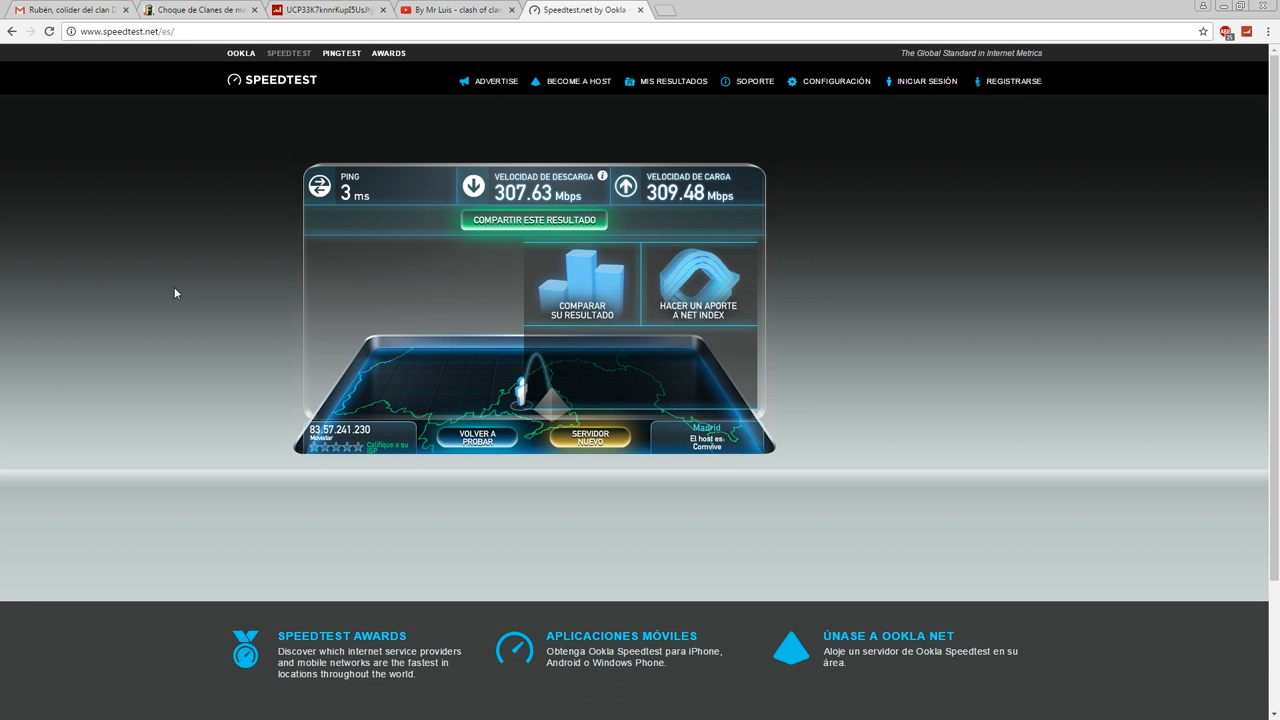 Rubén, colíder del clan D
Choque de Clanes de me
UCP33K7knnrKupI5UsJhj
By Mr Luis - clash of clan
Speedtest.net by Ookla -
www.speedtest.net/es/
OOKLA SPEEDTEST PINGTEST AWARDS
The Global Standard in Internet Metrics
SPEEDTEST
ADVERTISE BECOME A HOST MIS RESULTADOS SOPORTE CONFIGURACIÓN INICIAR SESIÓN REGISTRARSE
PING
3 ms
VELOCIDAD DE DESCARGA
307.63 Mbps
VELOCIDAD DE CARGA
309.48 Mbps
COMPARTIR ESTE RESULTADO
COMPARAR
SU RESULTADO
HACER UN APORTE
A NET INDEX
83.57.241.230
Movistar
Califique a su
ISP
VOLVER A
PROBAR
SERVIDOR
NUEVO
Madrid
El host es:
Comvive
SPEEDTEST AWARDS
Discover which internet service providers
and mobile networks are the fastest in
locations throughout the world.
APLICACIONES MÓVILES
Obtenga Ookla Speedtest para iPhone,
Android o Windows Phone.
ÚNASE A OOKLA NET
Aloje un servidor de Ookla Speedtest en su
área.